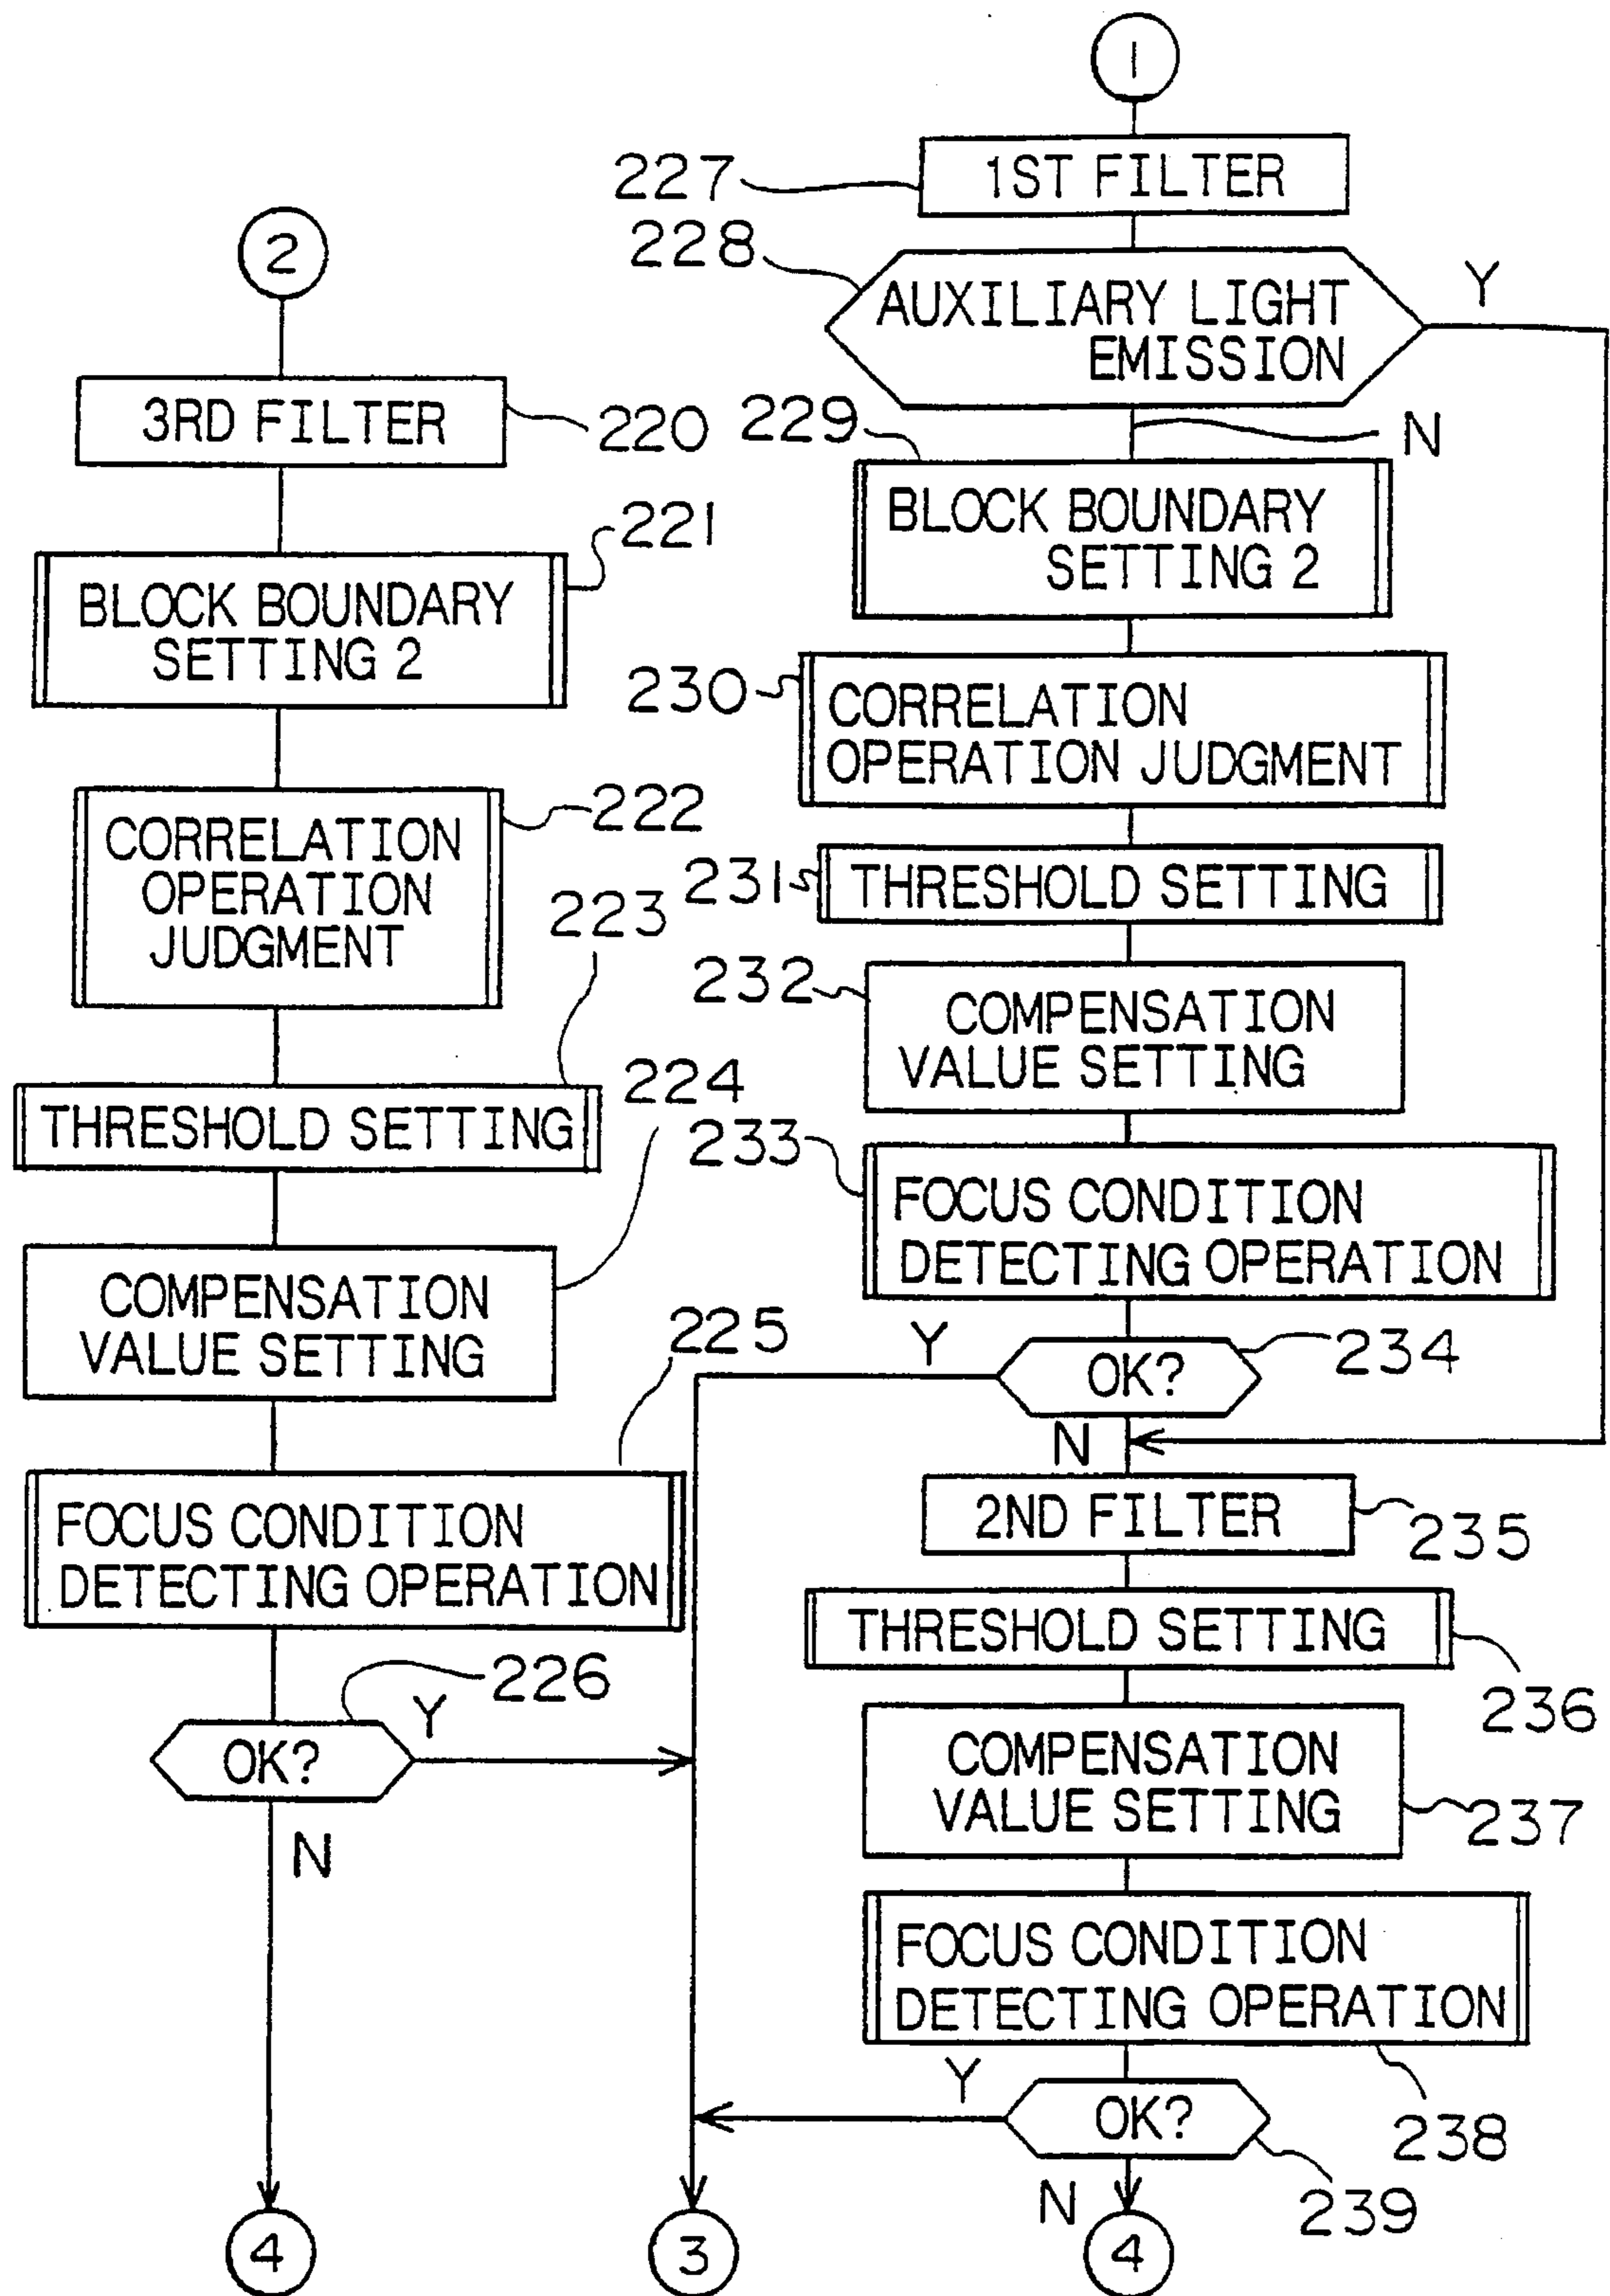 2
3RD FILTER
220
221
BLOCK BOUNDARY
SETTING 2
222
CORRELATION
OPERATION
JUDGMENT
223
THRESHOLD SETTING
224
COMPENSATION
VALUE SETTING
225
FOCUS CONDITION
DETECTING OPERATION
226
OK?
Y
N
4
3
1
227
1ST FILTER
228
AUXILIARY LIGHT
EMISSION
Y
N
229
BLOCK BOUNDARY
SETTING 2
230
CORRELATION
OPERATION JUDGMENT
231
THRESHOLD SETTING
232
COMPENSATION
VALUE SETTING
233
FOCUS CONDITION
DETECTING OPERATION
Y
OK?
234
N
2ND FILTER
235
THRESHOLD SETTING
236
COMPENSATION
VALUE SETTING
237
FOCUS CONDITION
DETECTING OPERATION
238
Y
OK?
239
N
4